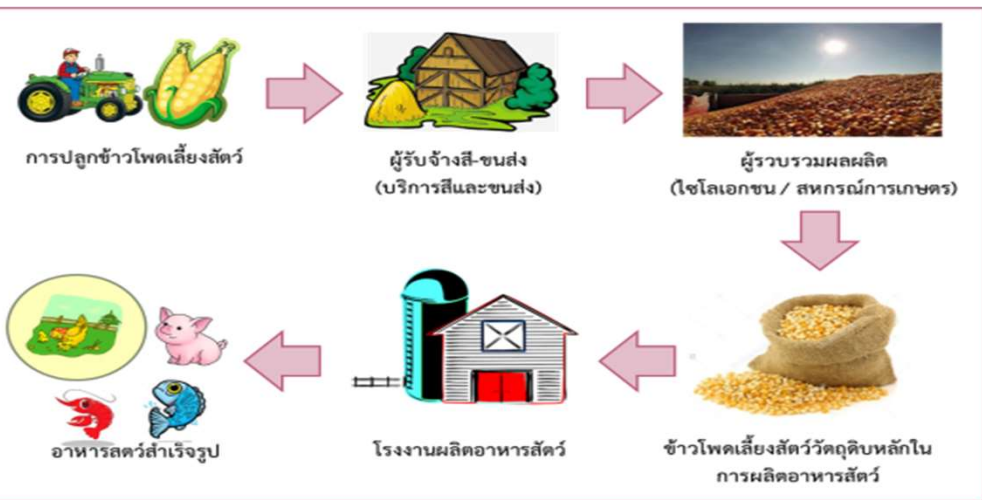 การปลูกข้าวโพดเลี้ยงสัตว์
ผู้รับจ้างสี-ขนส่ง
(บริการสีและขนส่ง)
ผู้รวบรวมผลผลิต
(ไซโลเอกชน / สหกรณ์การเกษตร)
อาหารสตว์สำเร็จรูป
โรงงานผลิตอาหารสัตว์
ข้าวโพดเลี้ยงสัตว์วัตถุดิบหลักใน
การผลิตอาหารสัตว์